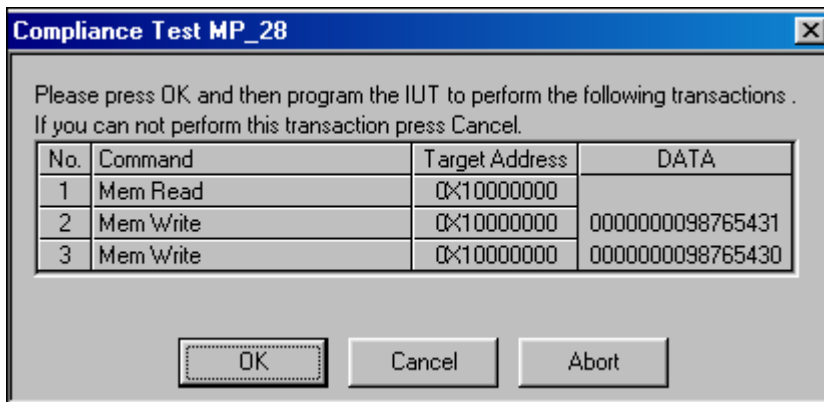 Compliance Test MP_28
Please press OK and then program the IUT to perform the following transactions .
If you can not perform this transaction press Cancel.
No. Command Target Address DATA
1 Mem Read 0X10000000
2 Mem Write 0X10000000 0000000098765431
3 Mem Write 0X10000000 0000000098765430
OK Cancel Abort